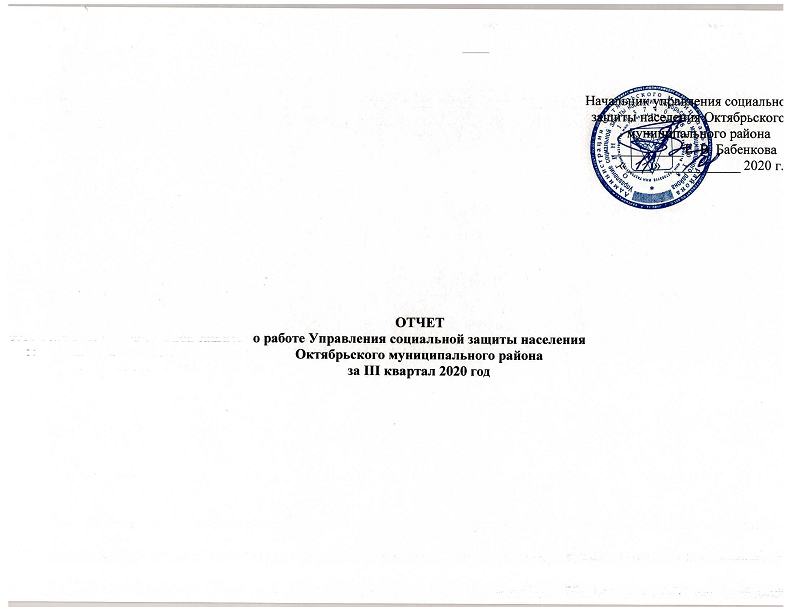 Начальник управления социально
защиты населения Октябрьского
муниципального района
Бабенкова
2020 г.
ОТЧЕТ
о работе Управления социальной защиты населения
Октябрьского муниципального района
за III квартал 2020 год